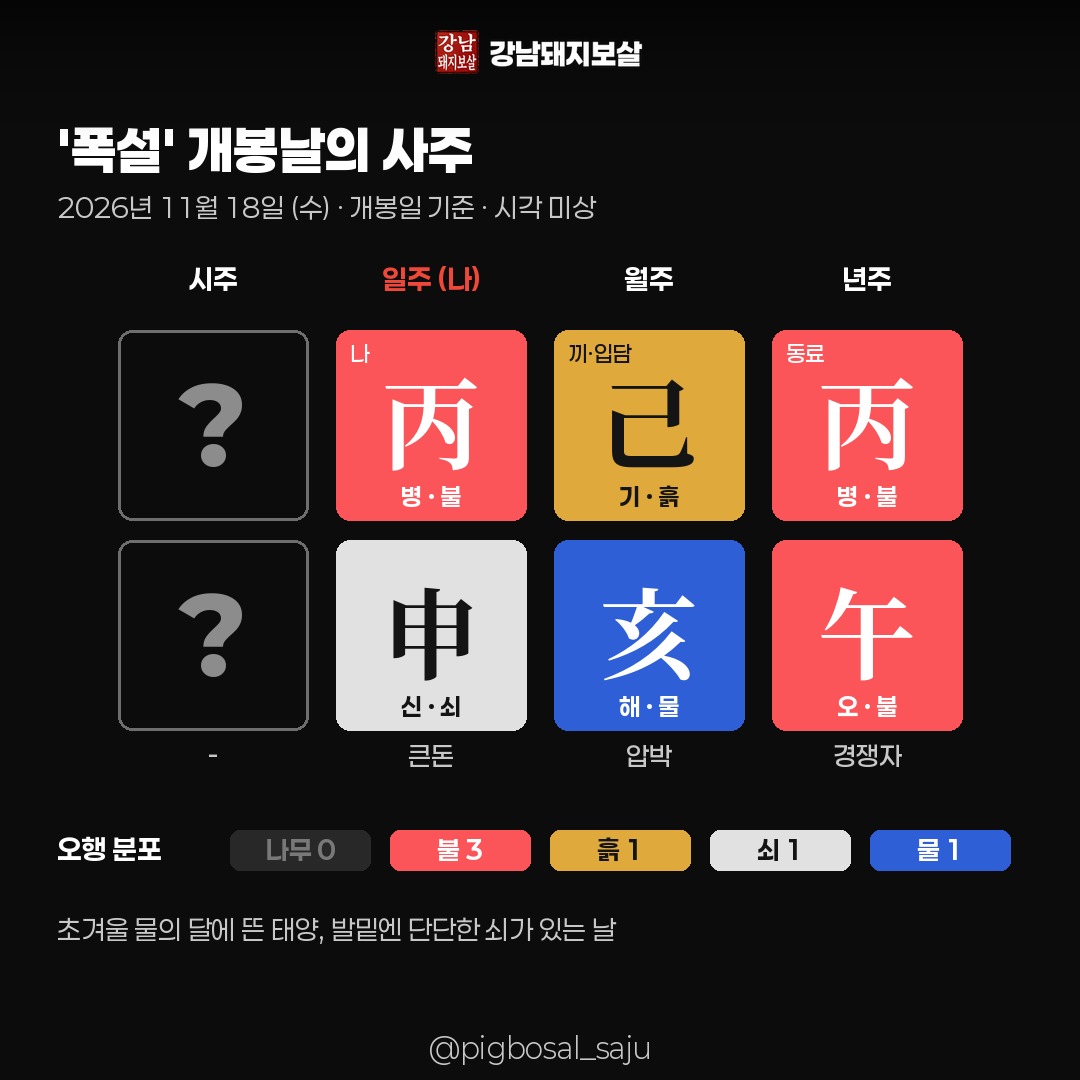 강남
돼지보살
강남돼지보살
'폭설' 개봉날의 사주
2026년 11월 18일 (수) · 개봉일 기준 · 시각 미상
시주 일주 (나) 월주 년주
? 나 끼·입담 동료
丙 己 丙
병 · 불 기 · 흙 병 · 불
? 申 亥 午
신 · 쇠 해 · 물 오 · 불
- 큰돈 압박 경쟁자
오행 분포 나무 0 불 3 흙 1 쇠 1 물 1
초겨울 물의 달에 뜬 태양, 발밑엔 단단한 쇠가 있는 날
@pigbosal_saju